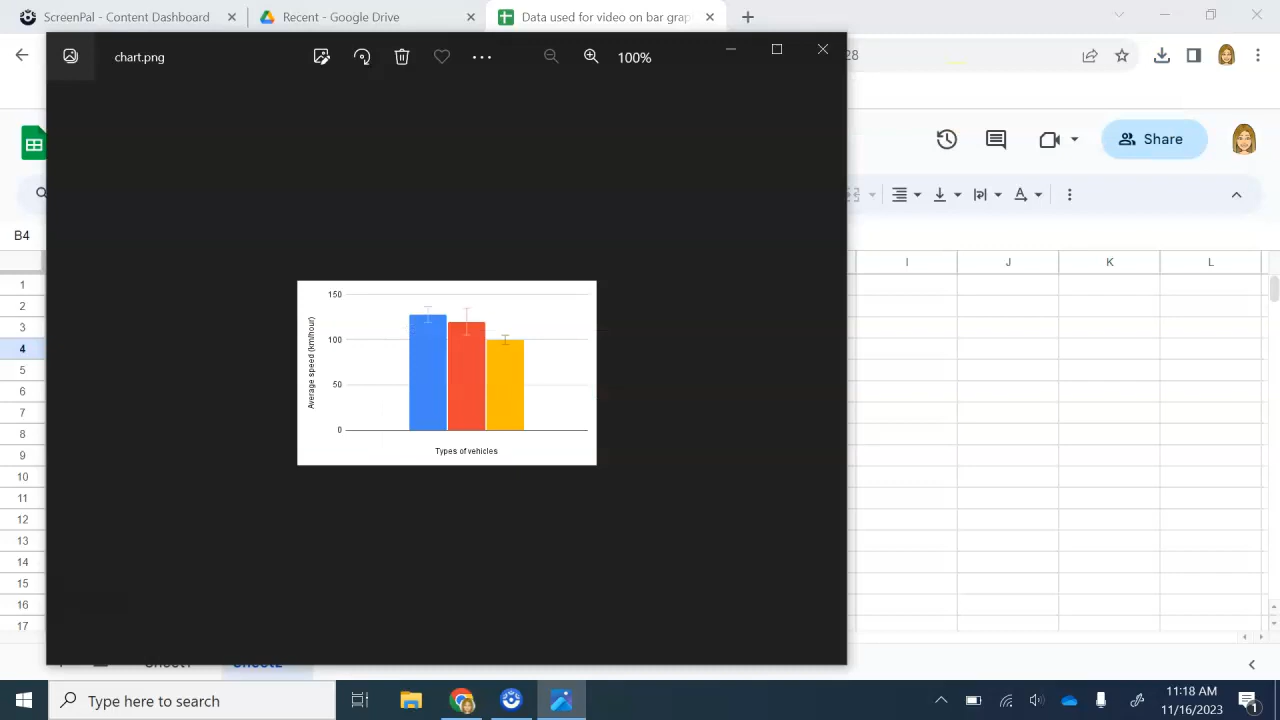 ScreenPal - Content Dashboard
Recent - Google Drive
Data used for video on bar grap
chart.png
100%
28
Share
B4
I J K L
1
2
3
4
5
6
7
8
9
10
11
12
13
14
15
16
17
150
100
50
0
Average speed (km/hour)
Types of vehicles
Type here to search
11:18 AM
11/16/2023
1